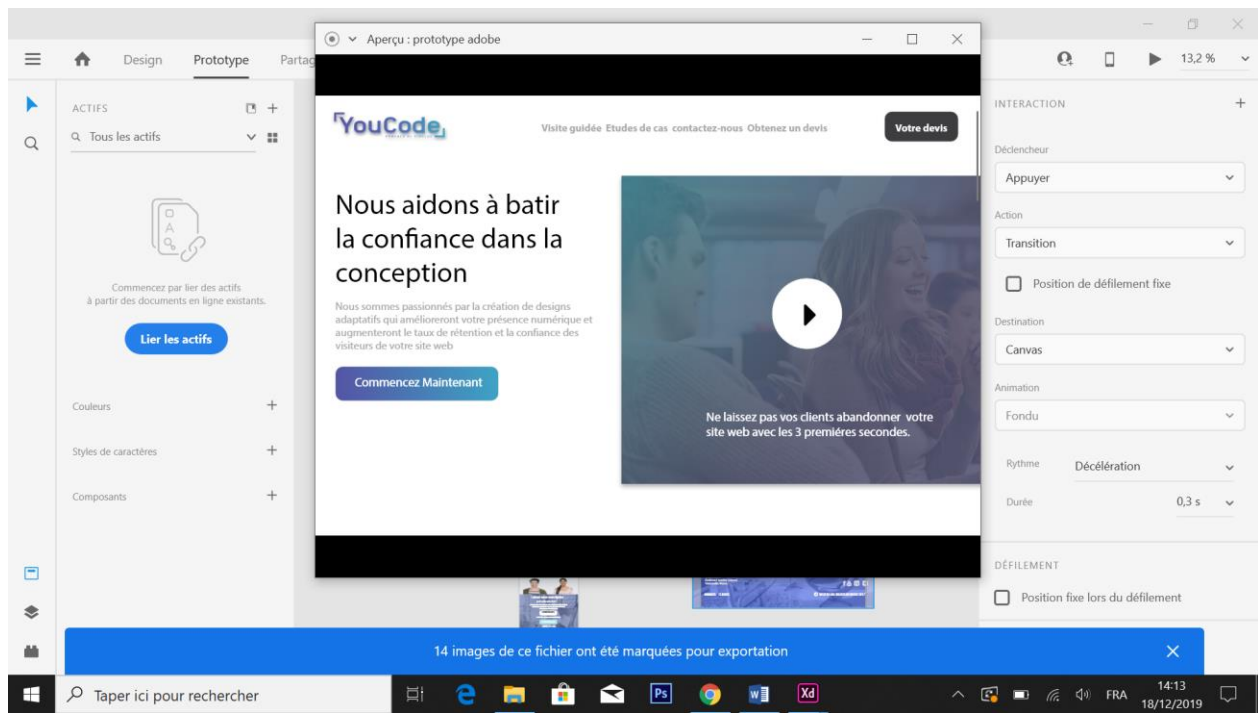 Aperçu : prototype adobe
Design
Prototype
Partag
13,2 %
ACTIFS
Tous les actifs
Commencez par lier des actifs
à partir des documents en ligne existants.
Lier les actifs
Couleurs
Styles de caractères
Composants
YouCode
Visite guidée Etudes de cas contactez-nous Obtenez un devis
Votre devis
Nous aidons à batir
la confiance dans la
conception
Nous sommes passionnés par la création de designs
adaptatifs qui amélioreront votre présence numérique et
augmenteront le taux de rétention et la confiance des
visiteurs de votre site web
Commencez Maintenant
Ne laissez pas vos clients abandonner votre
site web avec les 3 premiéres secondes.
INTERACTION
Déclencheur
Appuyer
Action
Transition
Position de défilement fixe
Destination
Canvas
Animation
Fondu
Rythme
Décélération
Durée
0,3 s
DÉFILEMENT
Position fixe lors du défilement
14 images de ce fichier ont été marquées pour exportation
Taper ici pour rechercher
Ps
Xd
FRA
14:13
18/12/2019